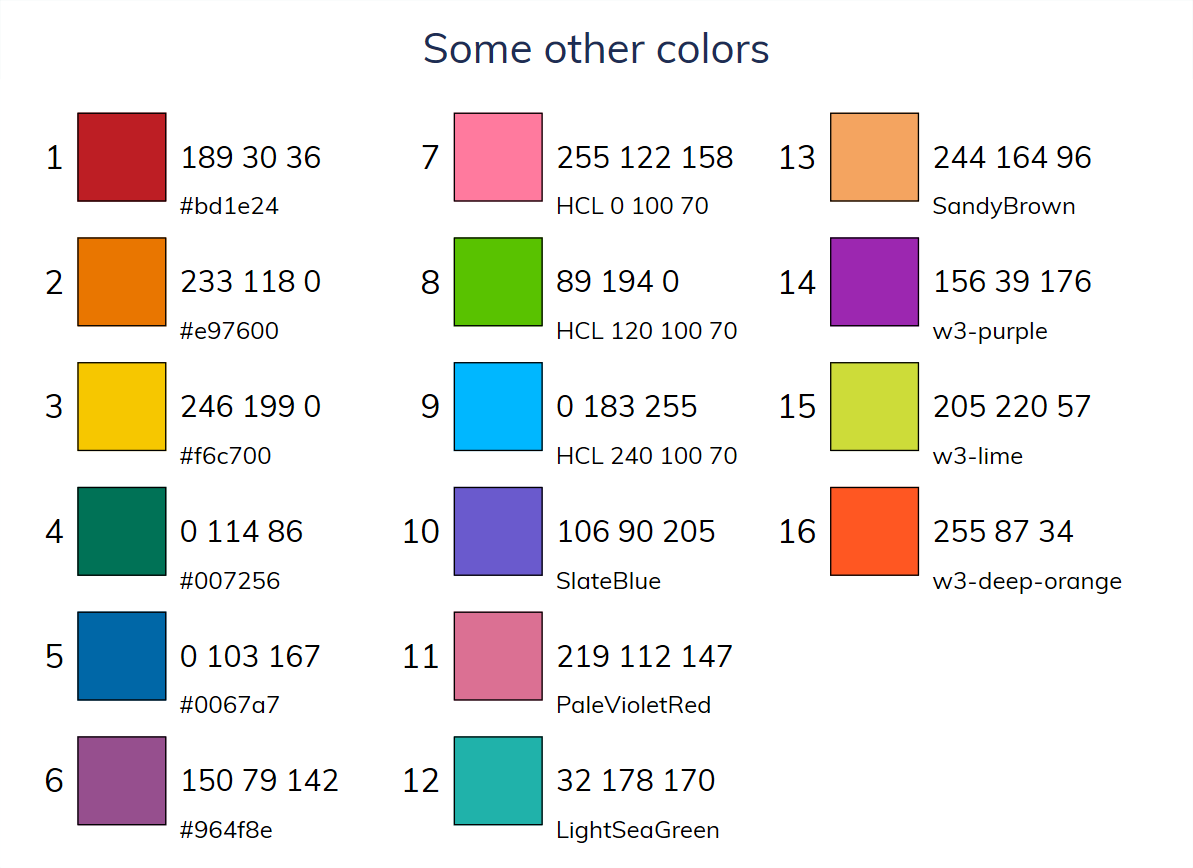 Some other colors
1 189 30 36
#bd1e24
2 233 118 0
#e97600
3 246 199 0
#f6c700
4 0 114 86
#007256
5 0 103 167
#0067a7
6 150 79 142
#964f8e
7 255 122 158
HCL 0 100 70
8 89 194 0
HCL 120 100 70
9 0 183 255
HCL 240 100 70
10 106 90 205
SlateBlue
11 219 112 147
PaleVioletRed
12 32 178 170
LightSeaGreen
13 244 164 96
SandyBrown
14 156 39 176
w3-purple
15 205 220 57
w3-lime
16 255 87 34
w3-deep-orange